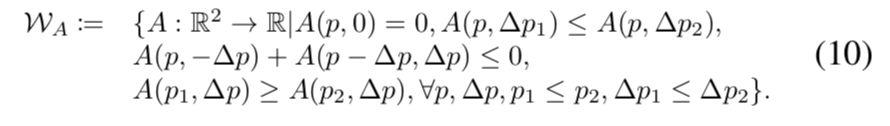 𝒲_A := {A : ℝ² → ℝ|A(p, 0) = 0, A(p, Δp₁) ≤ A(p, Δp₂),
A(p, −Δp) + A(p − Δp, Δp) ≤ 0,
(10)
A(p₁, Δp) ≥ A(p₂, Δp), ∀p, Δp, p₁ ≤ p₂, Δp₁ ≤ Δp₂}.